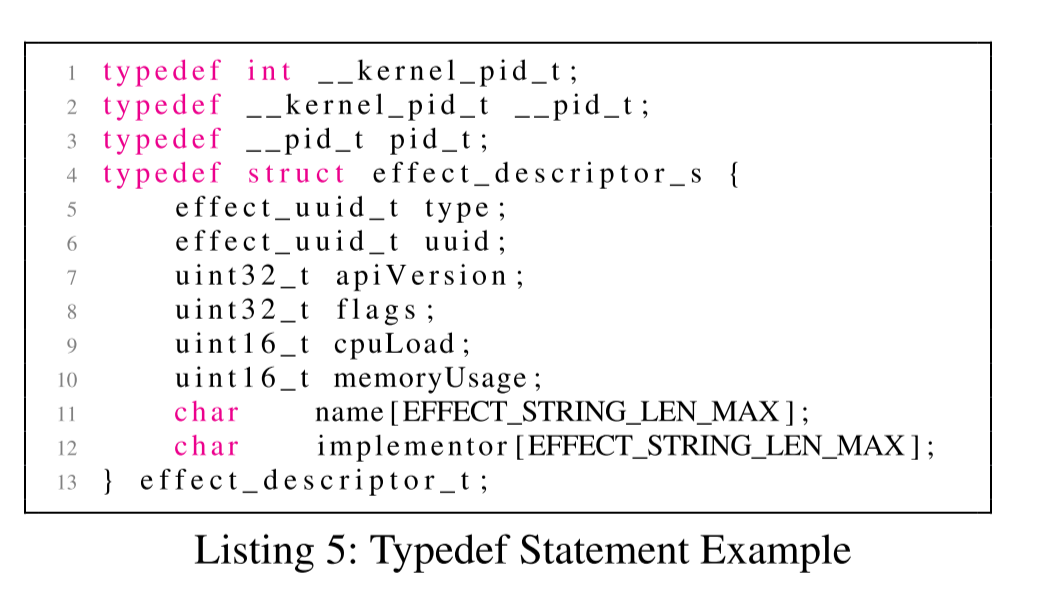 1 typedef int __kernel_pid_t;
2 typedef __kernel_pid_t __pid_t;
3 typedef __pid_t pid_t;
4 typedef struct effect_descriptor_s {
5 effect_uuid_t type;
6 effect_uuid_t uuid;
7 uint32_t apiVersion;
8 uint32_t flags;
9 uint16_t cpuLoad;
10 uint16_t memoryUsage;
11 char name[EFFECT_STRING_LEN_MAX];
12 char implementor[EFFECT_STRING_LEN_MAX];
13 } effect_descriptor_t;
Listing 5: Typedef Statement Example